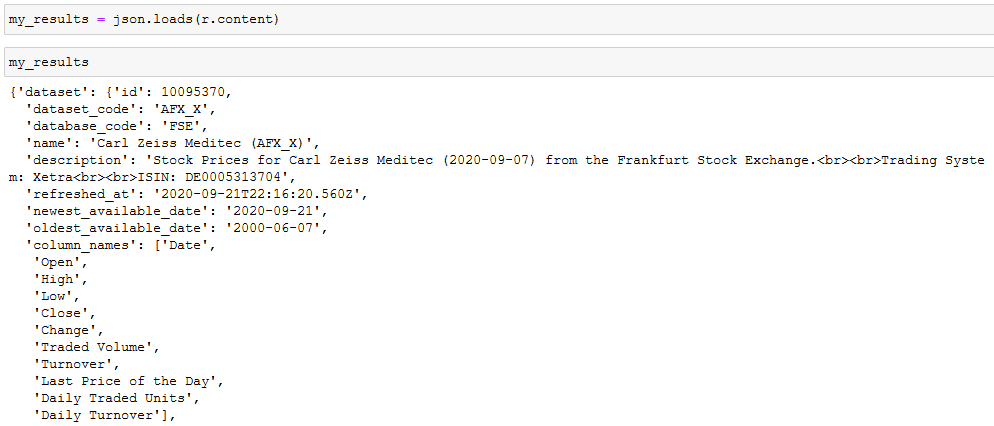 my_results = json.loads(r.content)
my_results
{'dataset': {'id': 10095370,
'dataset_code': 'AFX_X',
'database_code': 'FSE',
'name': 'Carl Zeiss Meditec (AFX_X)',
'description': 'Stock Prices for Carl Zeiss Meditec (2020-09-07) from the Frankfurt Stock Exchange.<br><br>Trading Syste
m: Xetra<br><br>ISIN: DE0005313704',
'refreshed_at': '2020-09-21T22:16:20.560Z',
'newest_available_date': '2020-09-21',
'oldest_available_date': '2000-06-07',
'column_names': ['Date',
'Open',
'High',
'Low',
'Close',
'Change',
'Traded Volume',
'Turnover',
'Last Price of the Day',
'Daily Traded Units',
'Daily Turnover'],